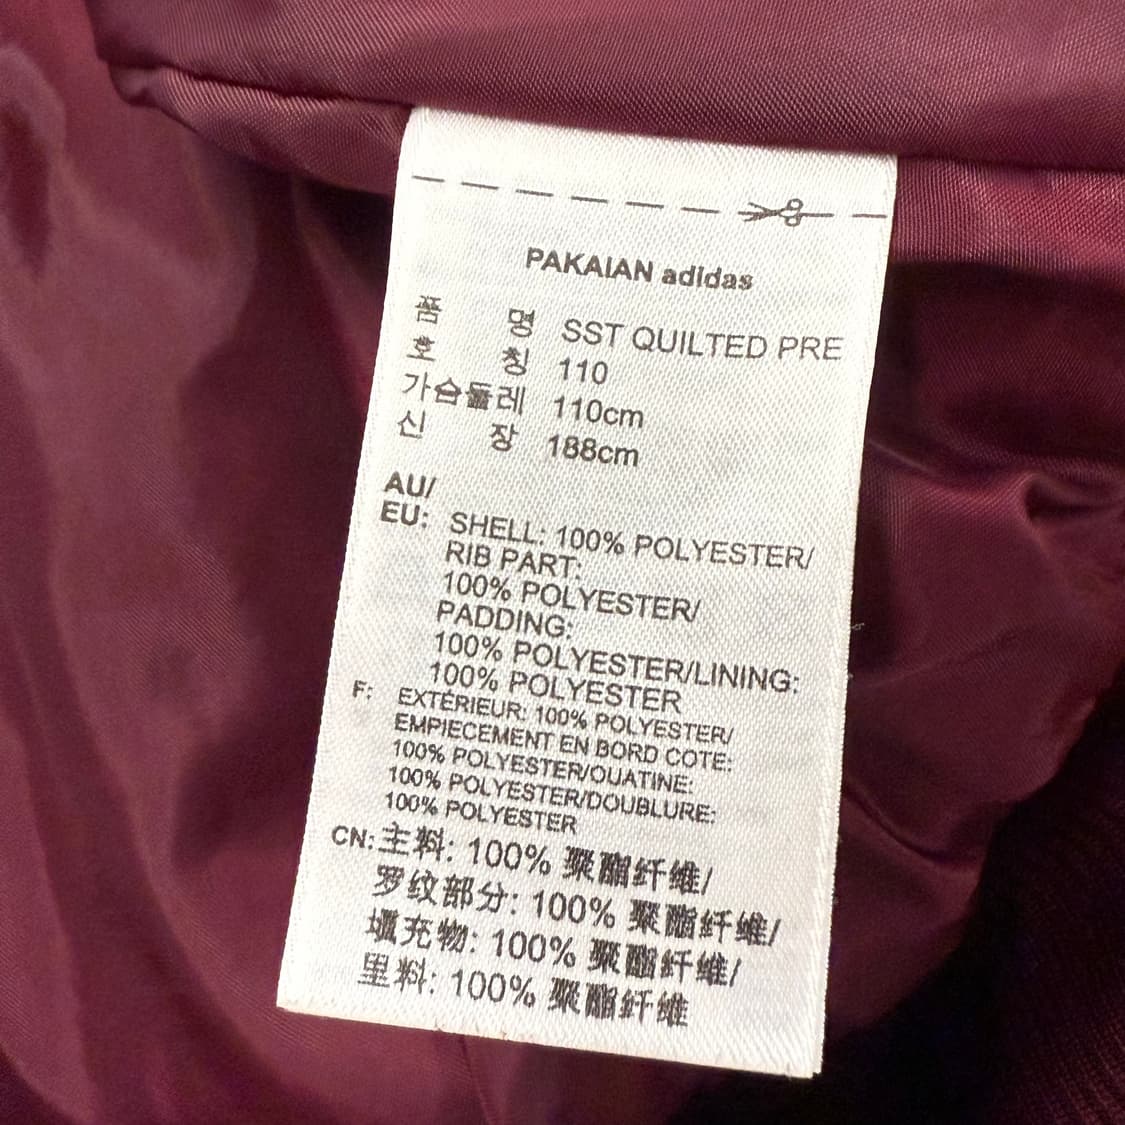 PAKAIAN adidas
품 명 SST QUILTED PRE
호 칭 110
가슴둘레 110cm
신 장 188cm
AU/
EU: SHELL: 100% POLYESTER/
RIB PART:
100% POLYESTER/
PADDING:
100% POLYESTER/LINING:
100% POLYESTER
F: EXTÉRIEUR: 100% POLYESTER/
EMPIECEMENT EN BORD COTE:
100% POLYESTER/OUATINE:
100% POLYESTER/DOUBLURE:
100% POLYESTER
CN: 主料: 100% 聚酯纤维/
罗纹部分: 100% 聚酯纤维/
填充物: 100% 聚酯纤维/
里料: 100% 聚酯纤维